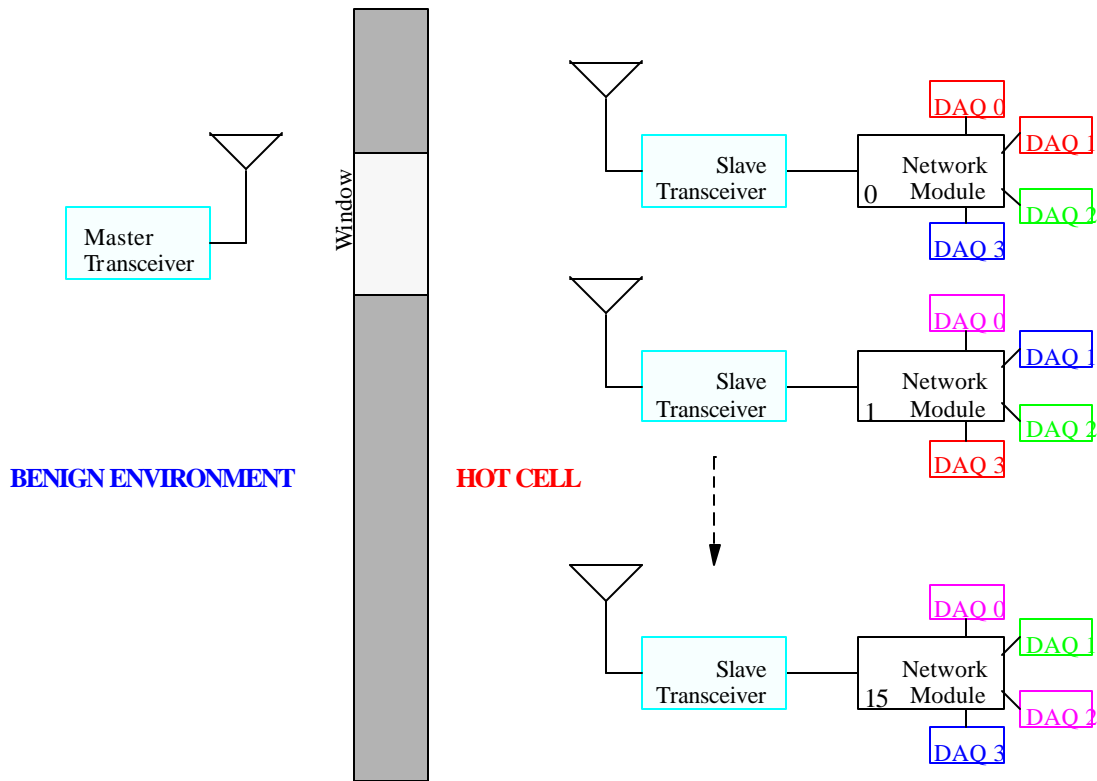 Master
Transceiver
BENIGN ENVIRONMENT
Window
HOT CELL
Slave
Transceiver
Network
Module
0
DAQ 0
DAQ 1
DAQ 2
DAQ 3
Slave
Transceiver
Network
Module
1
DAQ 0
DAQ 1
DAQ 2
DAQ 3
Slave
Transceiver
Network
Module
15
DAQ 0
DAQ 1
DAQ 2
DAQ 3